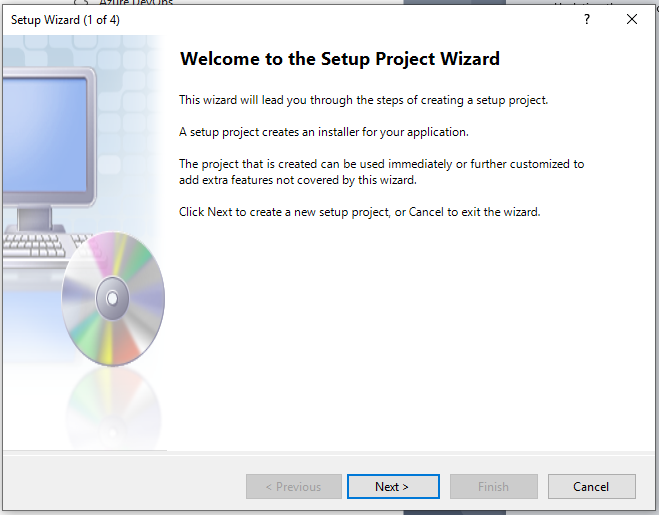 Azure DevOps
Setup Wizard (1 of 4)
?
Welcome to the Setup Project Wizard
This wizard will lead you through the steps of creating a setup project.
A setup project creates an installer for your application.
The project that is created can be used immediately or further customized to
add extra features not covered by this wizard.
Click Next to create a new setup project, or Cancel to exit the wizard.
< Previous
Next >
Finish
Cancel